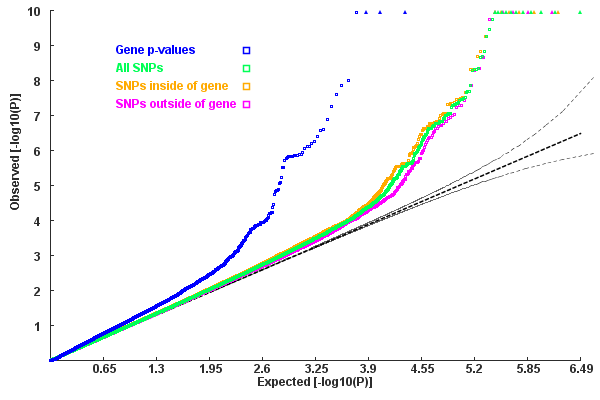 10
9
8
7
6
5
4
3
2
1
Observed [-log10(P)]
Gene p-values
All SNPs
SNPs inside of gene
SNPs outside of gene
0.65 1.3 1.95 2.6 3.25 3.9 4.55 5.2 5.85 6.49
Expected [-log10(P)]